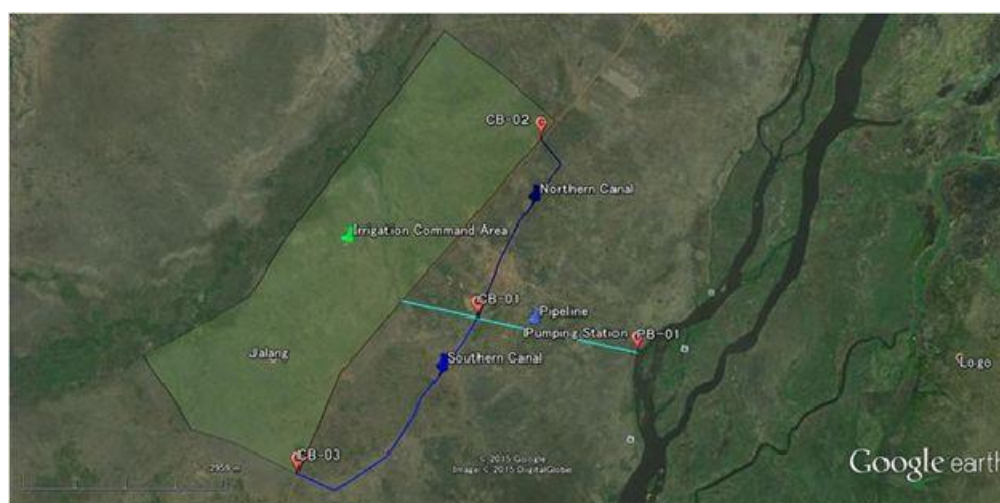 CB-02
Northern Canal
Irrigation Command Area
CB-01
Pipeline
Pumping Station PB-01
Jalang
Southern Canal
Logo
CB-03
2959 m
© 2015 Google
Image © 2015 DigitalGlobe
Google earth